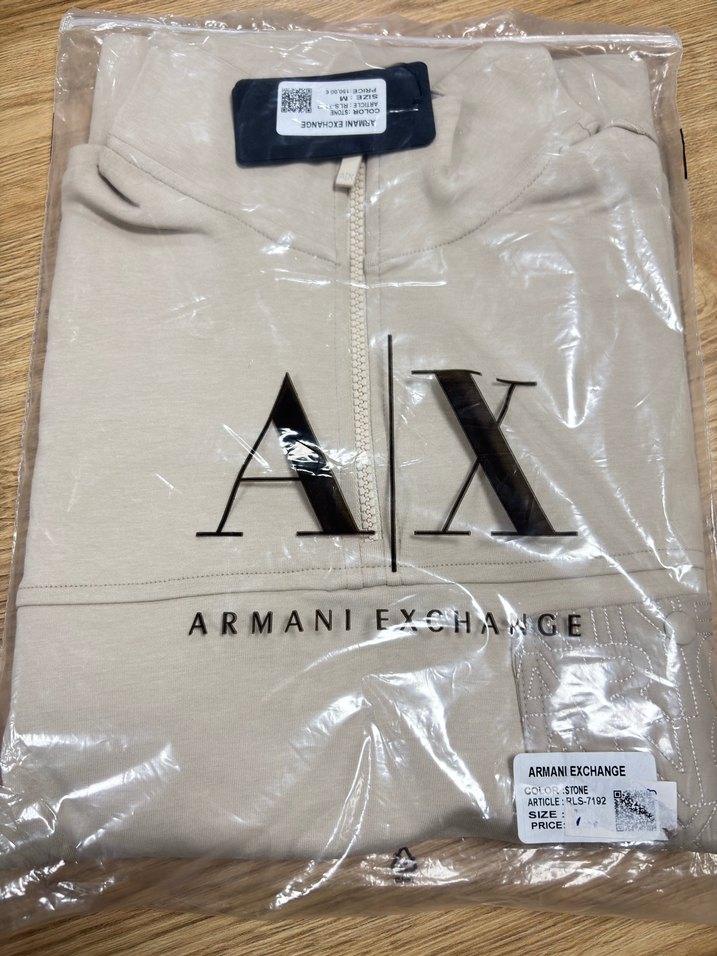 ARMANI EXCHANGE
COLOR :STONE
ARTICLE : RLS-71
SIZE : M
PRICE:150,00 €
A|X
ARMANI EXCHANGE
ARMANI EXCHANGE
COLOR :STONE
ARTICLE : RLS-7192
SIZE :
PRICE: